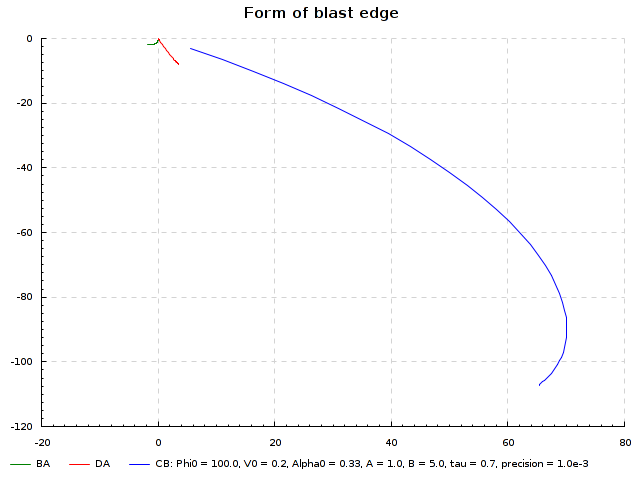 Form of blast edge
0
-20
-40
-60
-80
-100
-120
-20 0 20 40 60 80
BA DA CB: Phi0 = 100.0, V0 = 0.2, Alpha0 = 0.33, A = 1.0, B = 5.0, tau = 0.7, precision = 1.0e-3